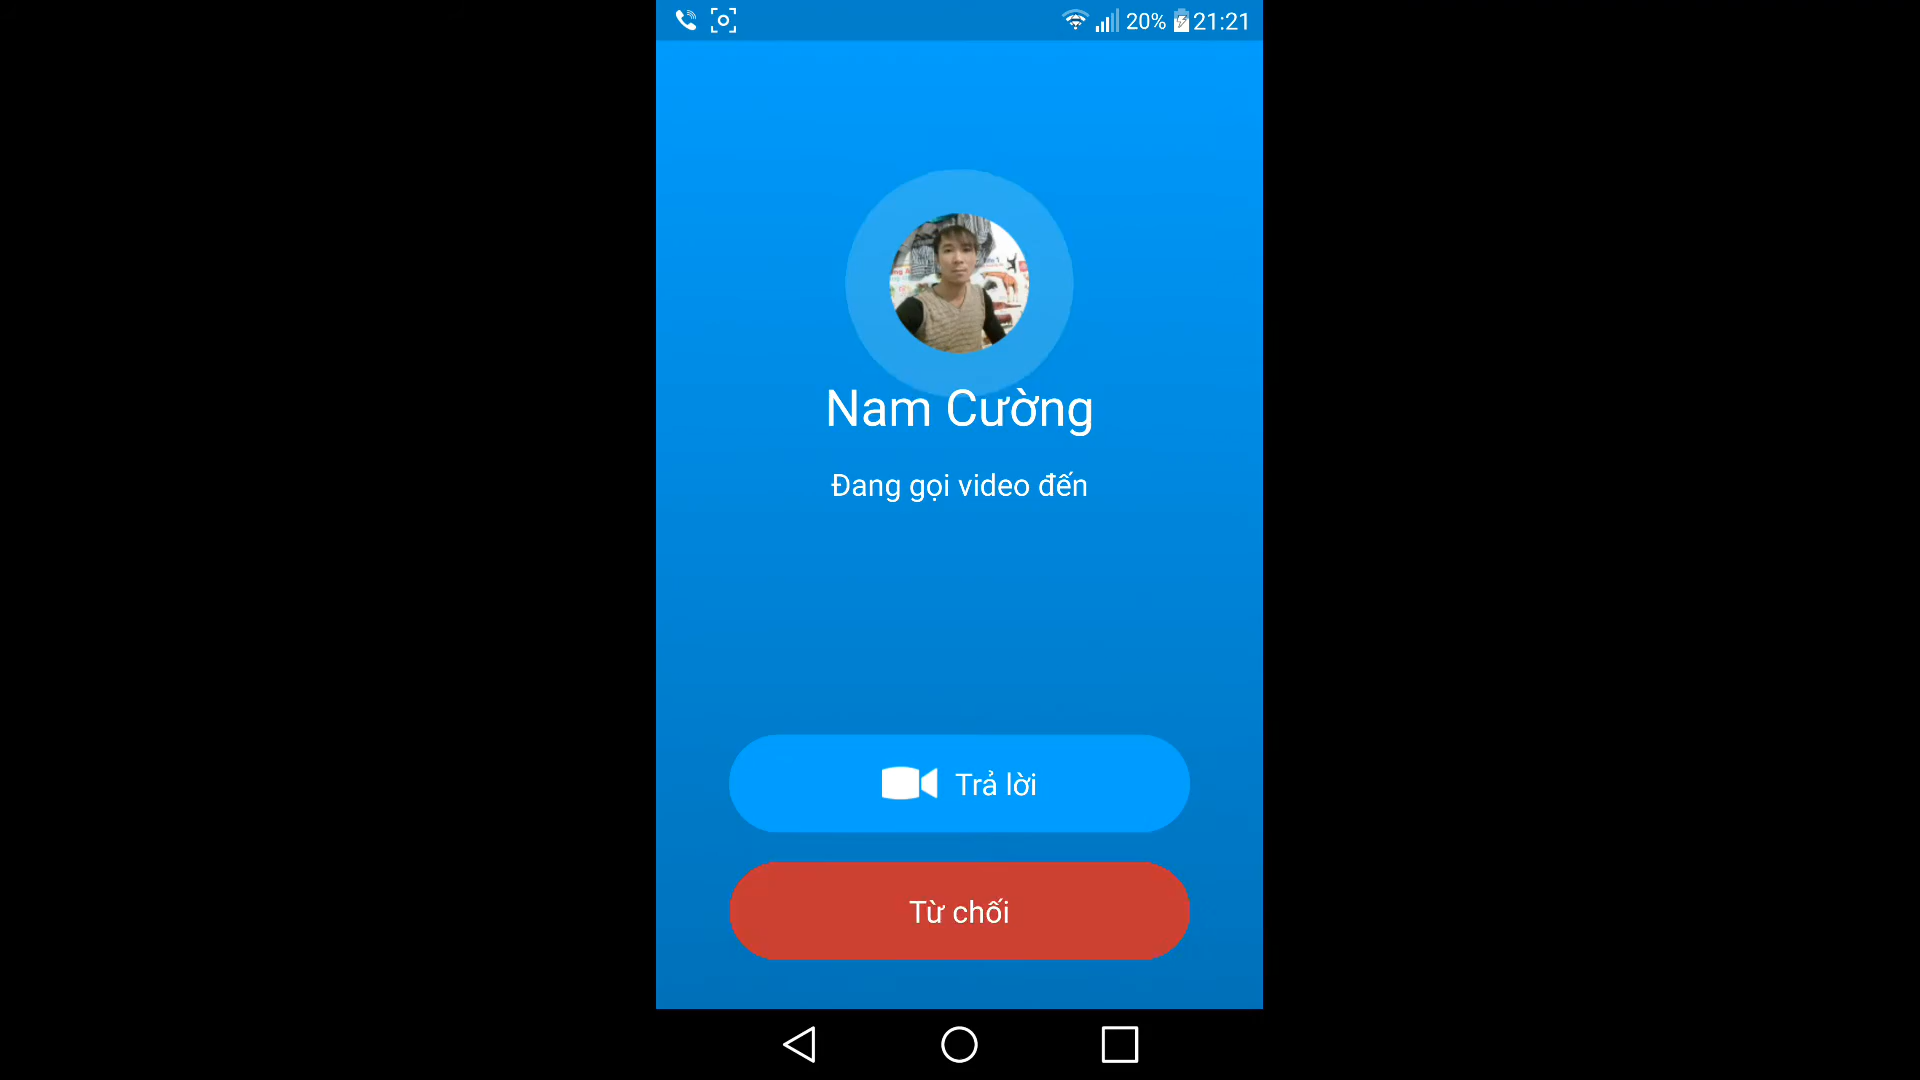 20% 21:21
Nam Cường
Đang gọi video đến
Trả lời
Từ chối